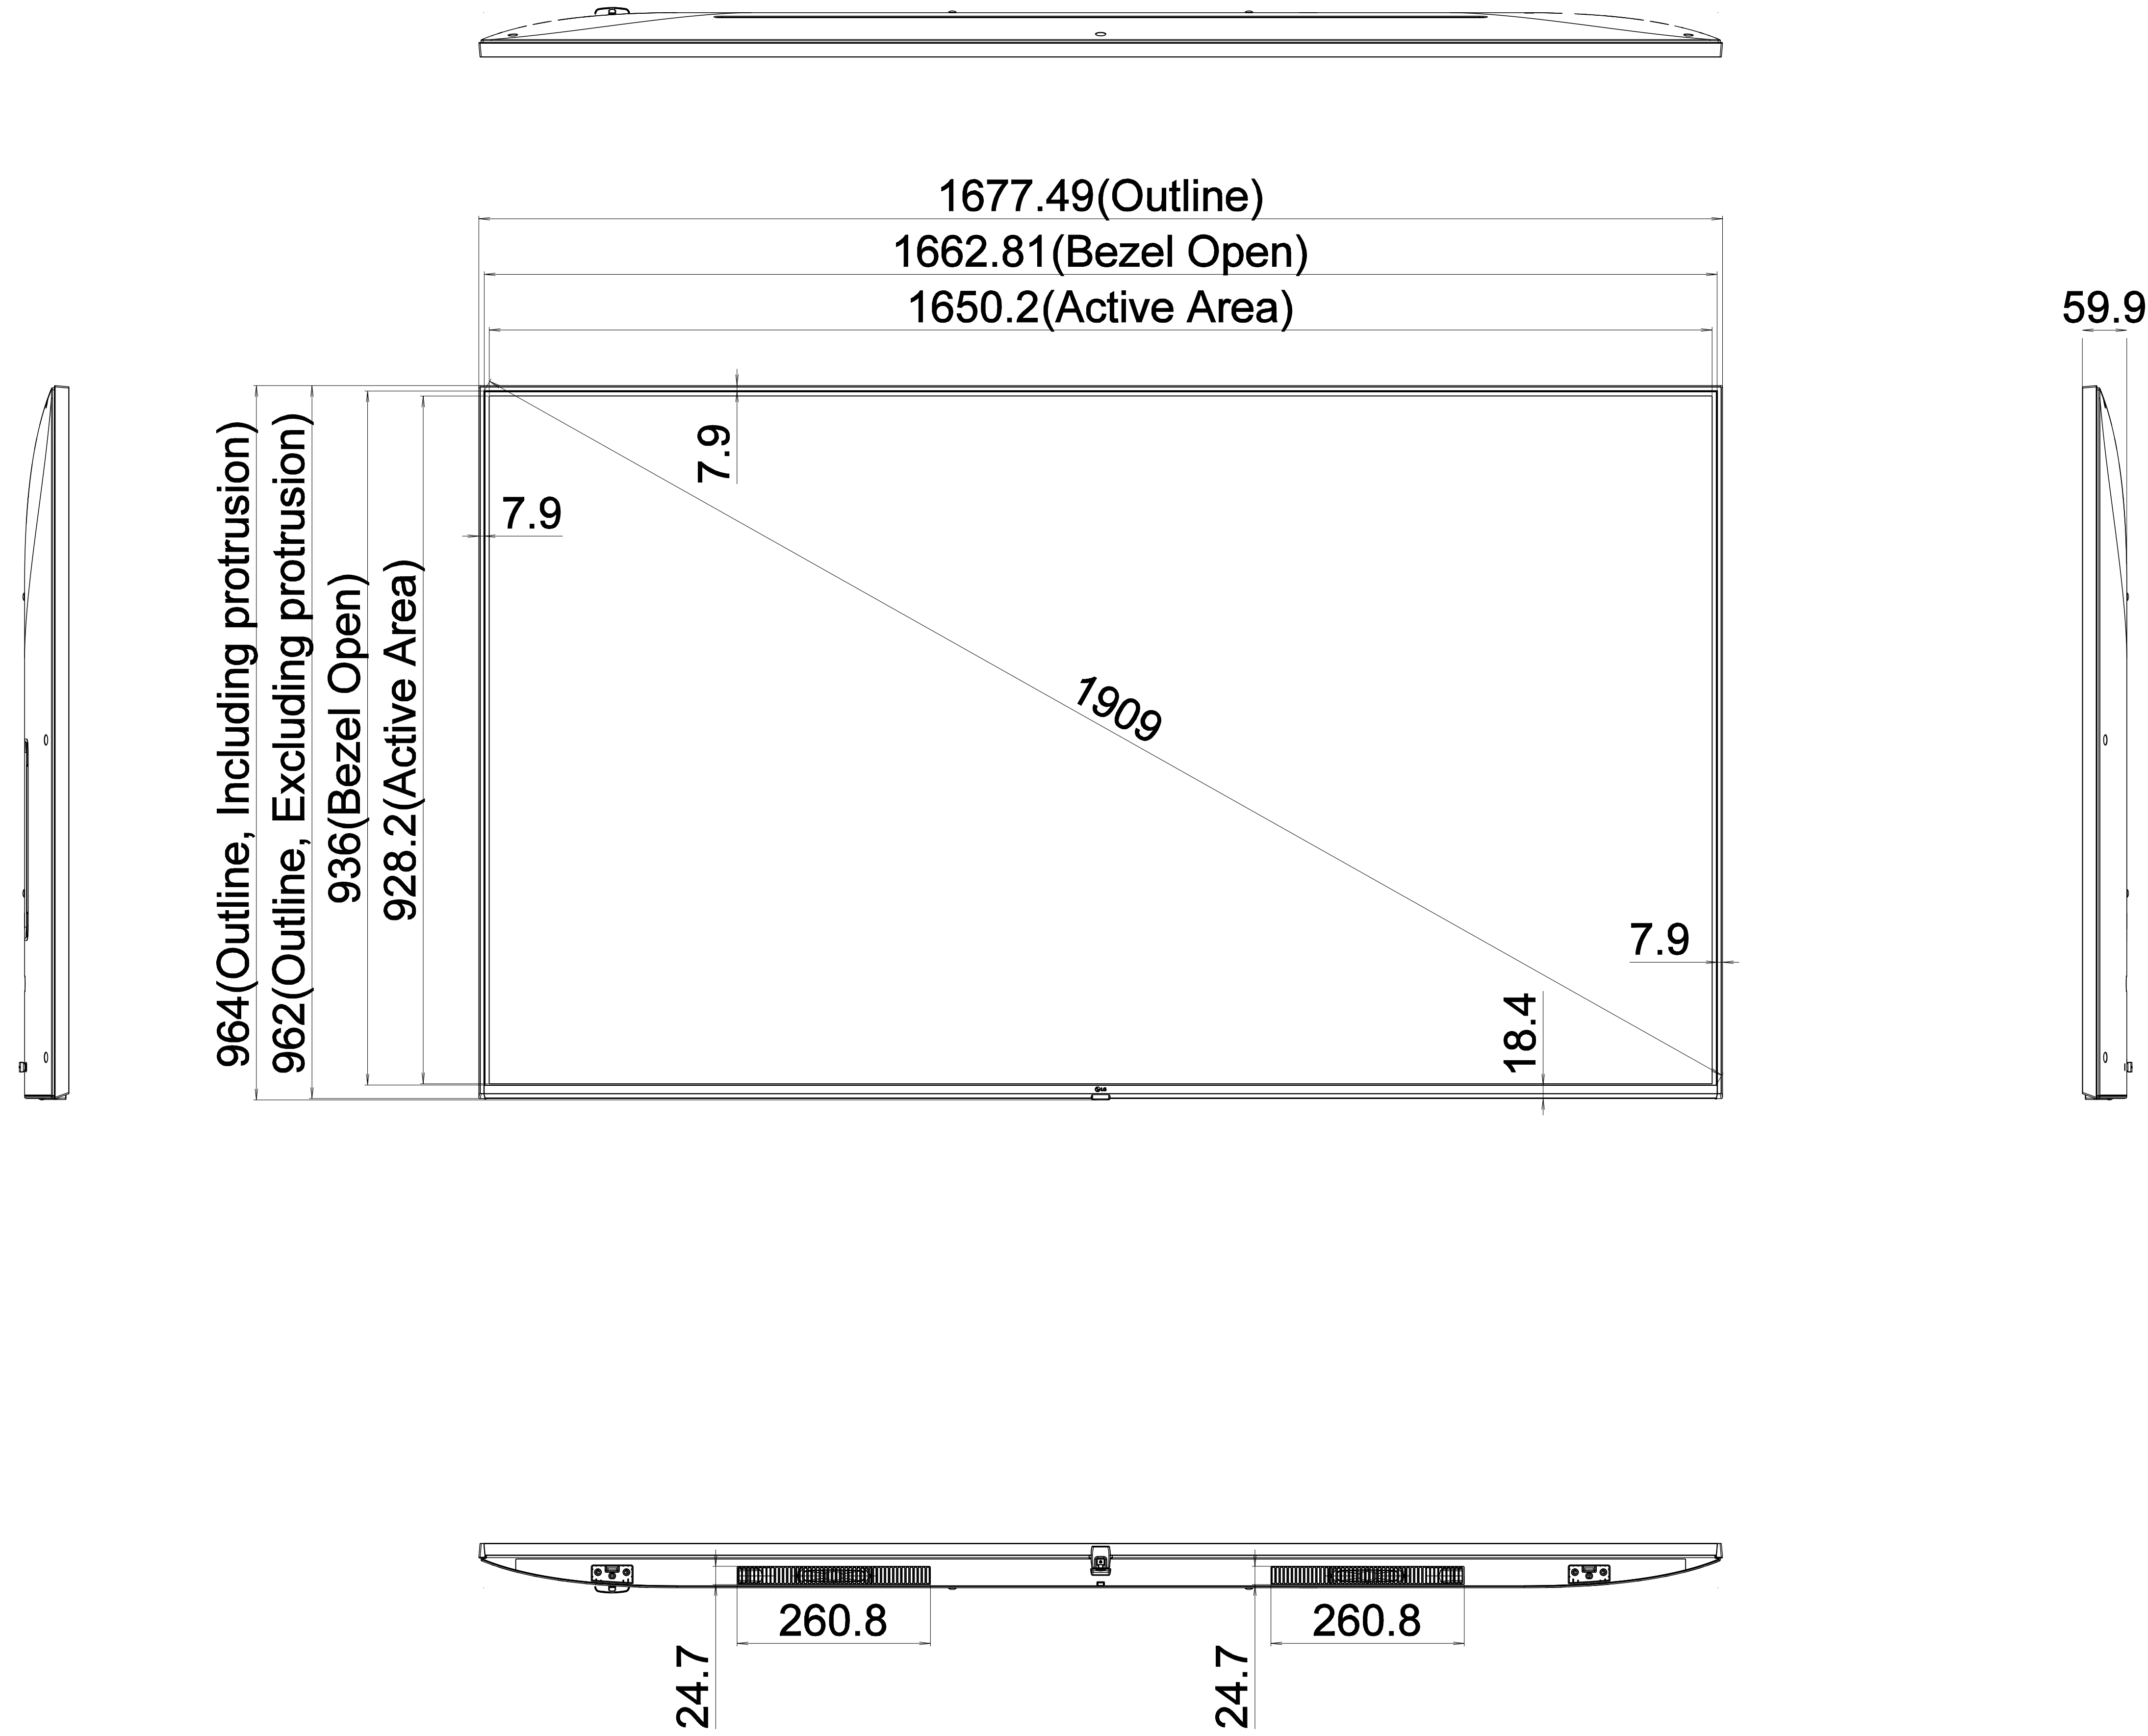 1677.49(Outline)
1662.81(Bezel Open)
1650.2(Active Area)
59.9
964(Outline, Including protrusion)
962(Outline, Excluding protrusion)
936(Bezel Open)
928.2(Active Area)
7.9
7.9
1909
7.9
18.4
LG
260.8
260.8
24.7
24.7